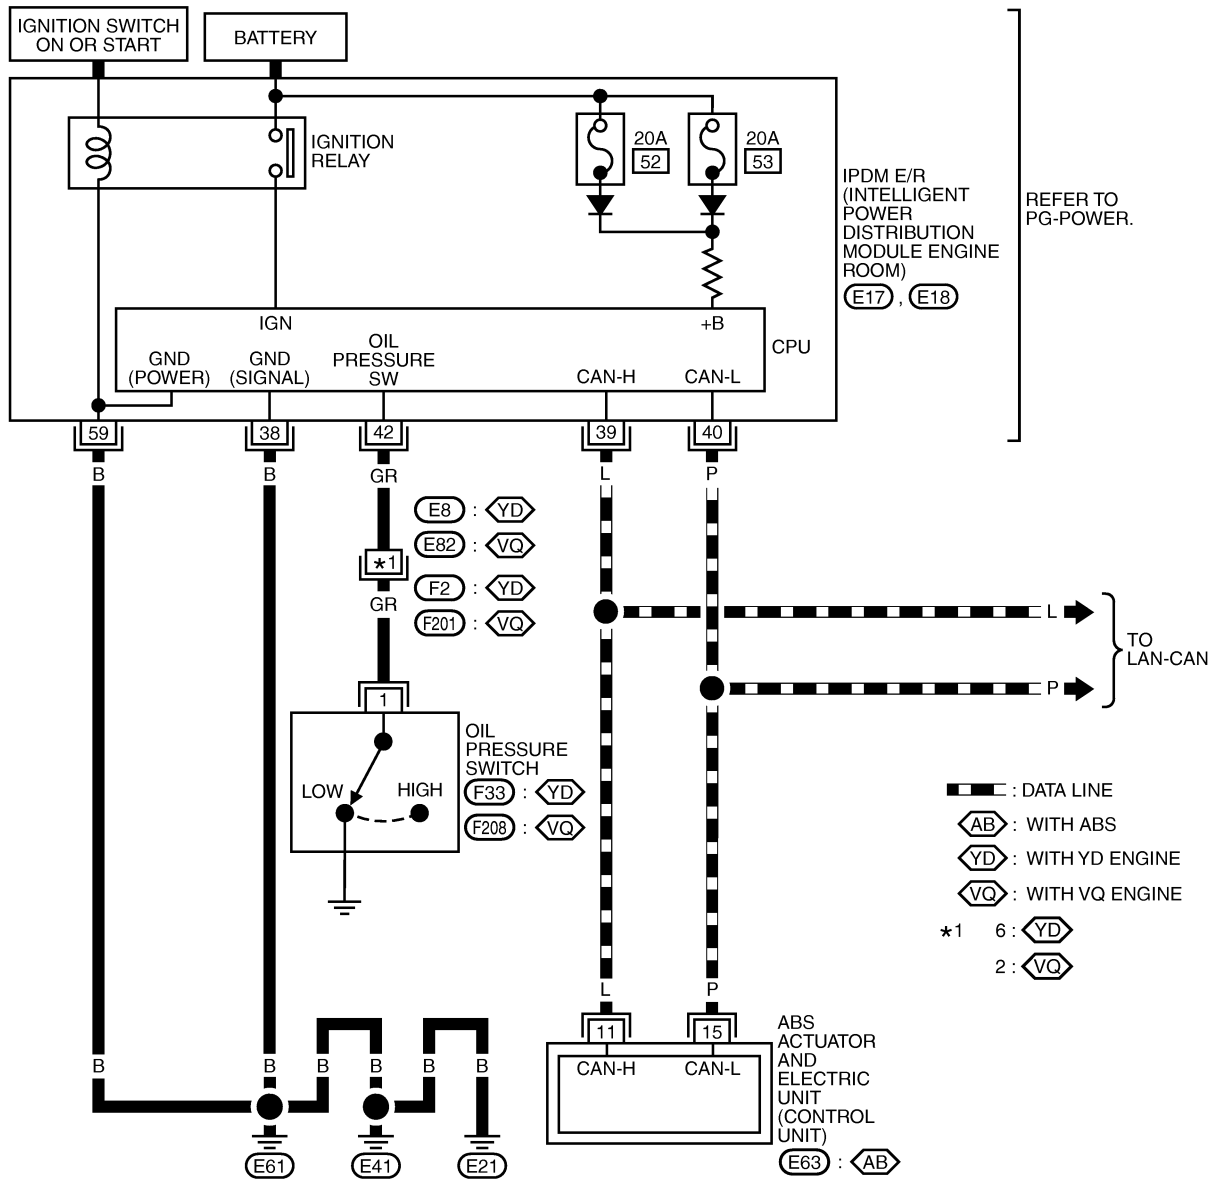 IGNITION SWITCH
ON OR START
BATTERY
IGNITION
RELAY
20A
52
20A
53
IPDM E/R
(INTELLIGENT
POWER
DISTRIBUTION
MODULE ENGINE
ROOM)
E17 , E18
REFER TO
PG-POWER.
IGN
+B
CPU
GND
(POWER)
GND
(SIGNAL)
OIL
PRESSURE
SW
CAN-H
CAN-L
59
38
42
39
40
B
B
GR
L
P
E8 : YD
E82 : VQ
*1
F2 : YD
F201 : VQ
GR
L
P
TO
LAN-CAN
1
OIL
PRESSURE
SWITCH
F33 : YD
F208 : VQ
LOW
HIGH
: DATA LINE
AB : WITH ABS
YD : WITH YD ENGINE
VQ : WITH VQ ENGINE
*1 6 : YD
2 : VQ
L
P
11
15
CAN-H
CAN-L
ABS
ACTUATOR
AND
ELECTRIC
UNIT
(CONTROL
UNIT)
E63 : AB
B
B
B
B
B
B
E61
E41
E21